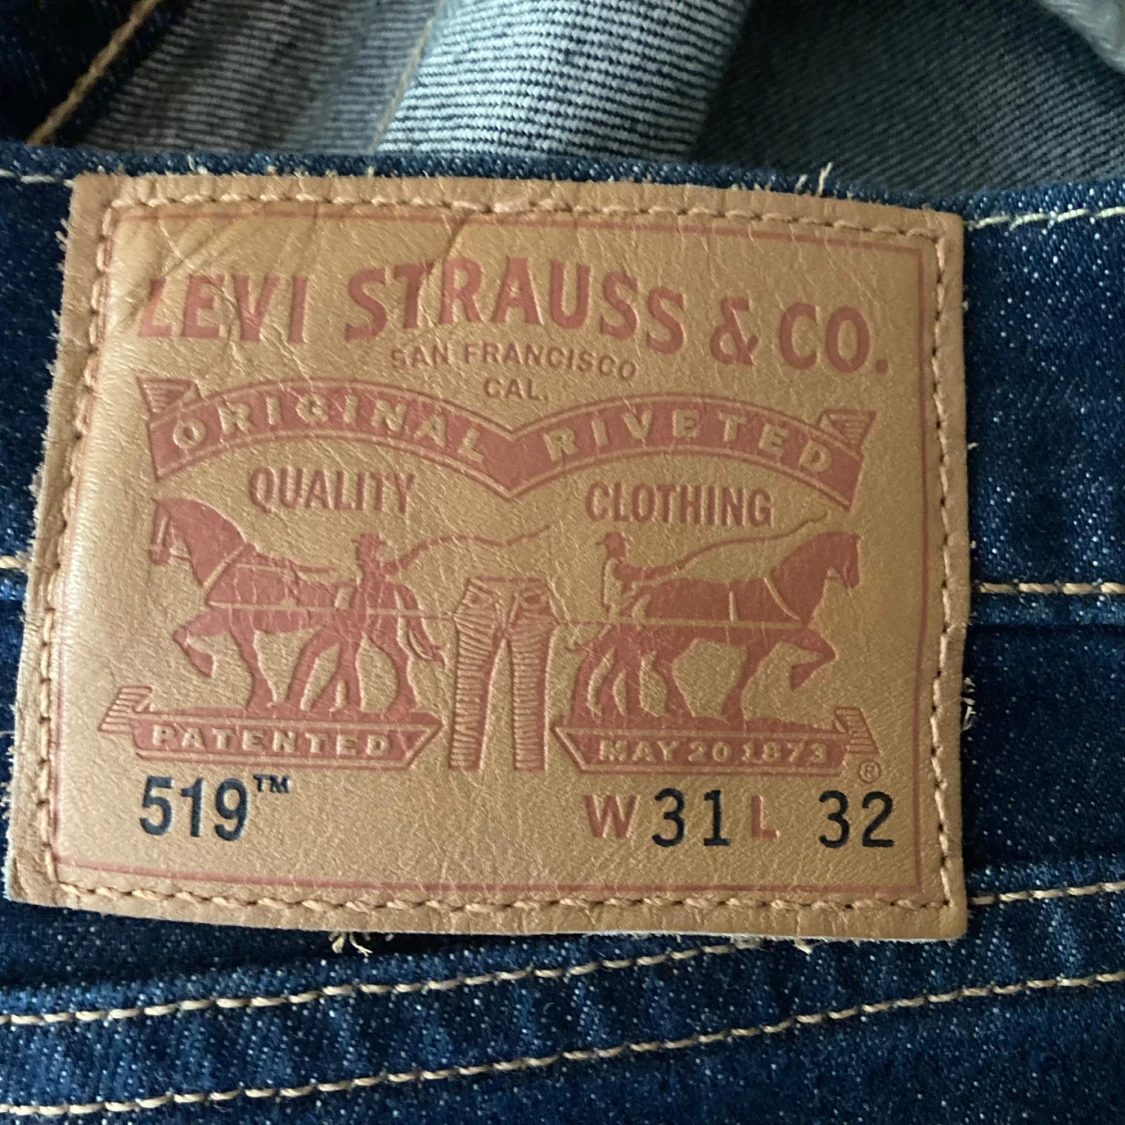 LEVI STRAUSS & CO.
SAN FRANCISCO
CAL.
ORIGINAL RIVETED
QUALITY CLOTHING
PATENTED MAY 20 1873
®
519™ W 31 L 32